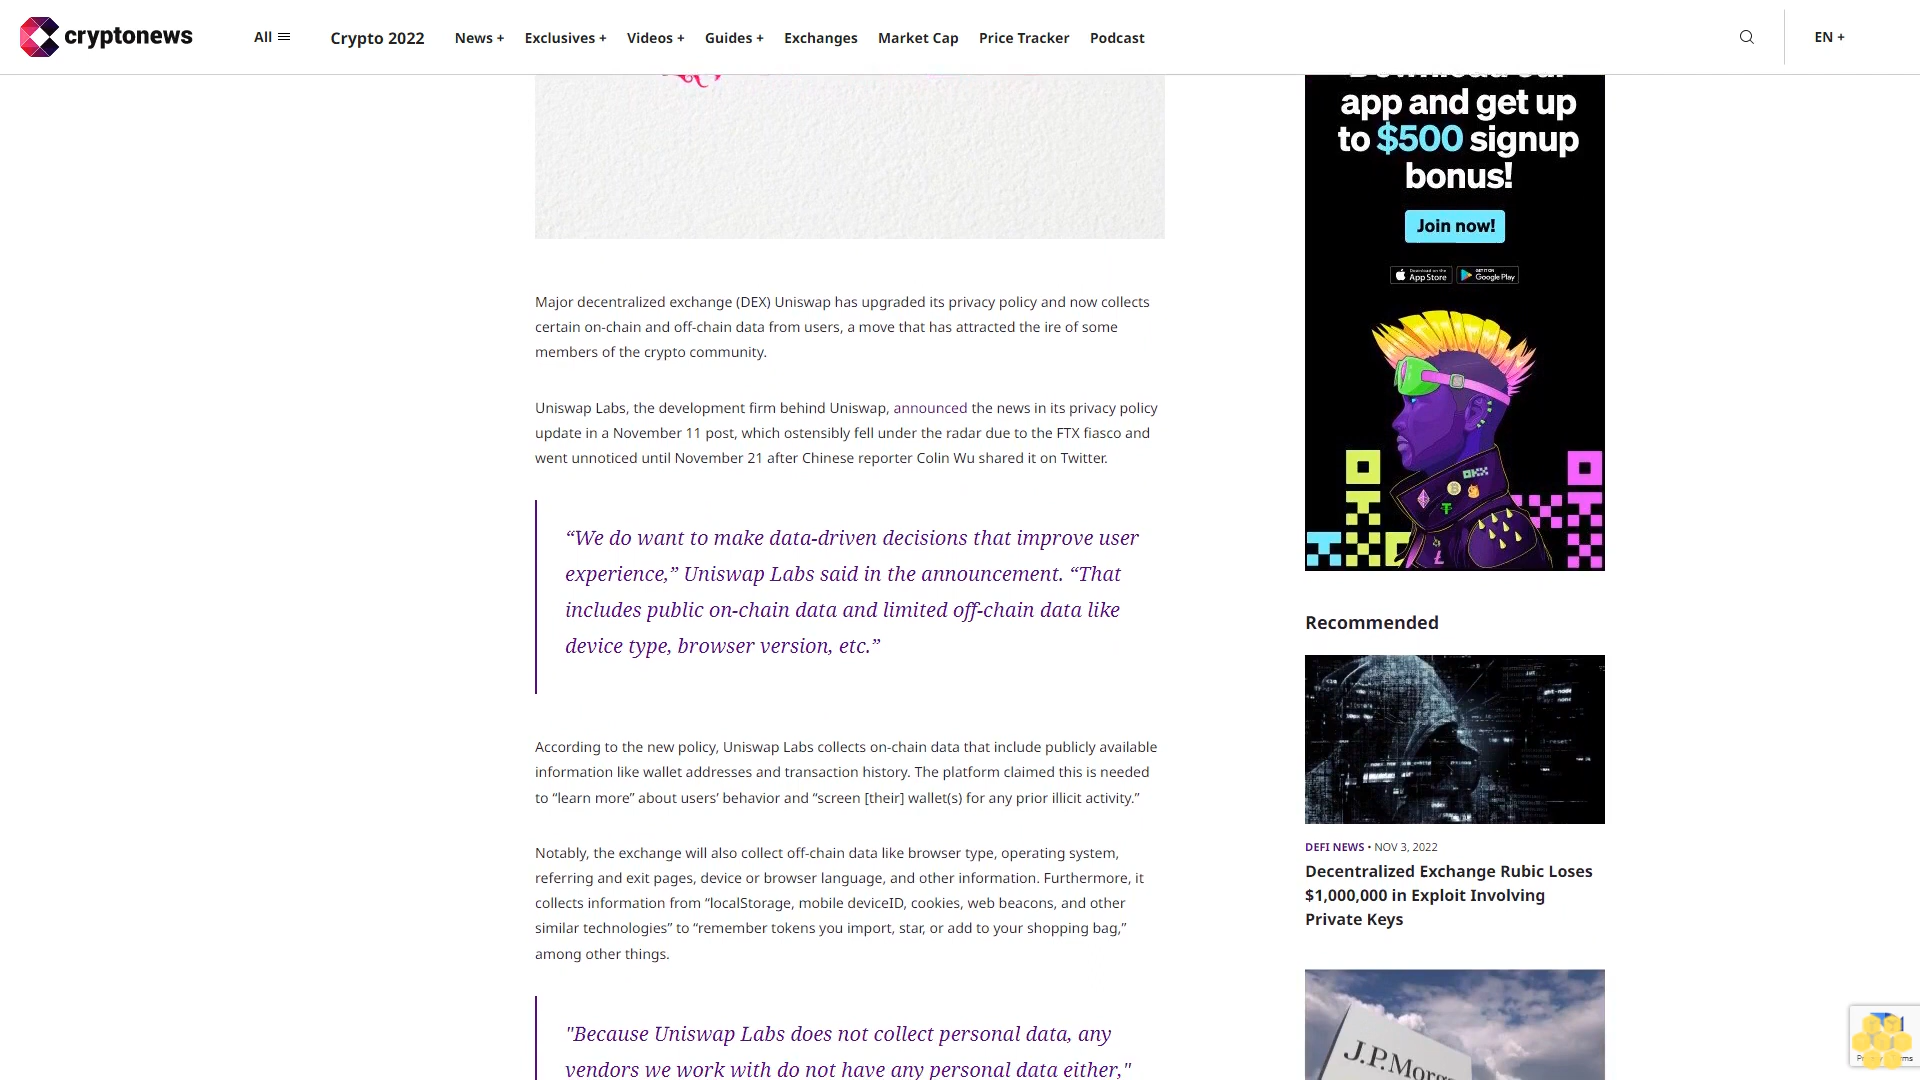 cryptonews
All
Crypto 2022
News +
Exclusives +
Videos +
Guides +
Exchanges
Market Cap
Price Tracker
Podcast
EN +
Major decentralized exchange (DEX) Uniswap has upgraded its privacy policy and now collects
certain on-chain and off-chain data from users, a move that has attracted the ire of some
members of the crypto community.
Uniswap Labs, the development firm behind Uniswap, announced the news in its privacy policy
update in a November 11 post, which ostensibly fell under the radar due to the FTX fiasco and
went unnoticed until November 21 after Chinese reporter Colin Wu shared it on Twitter.
“We do want to make data-driven decisions that improve user
experience,” Uniswap Labs said in the announcement. “That
includes public on-chain data and limited off-chain data like
device type, browser version, etc.”
According to the new policy, Uniswap Labs collects on-chain data that include publicly available
information like wallet addresses and transaction history. The platform claimed this is needed
to “learn more” about users’ behavior and “screen [their] wallet(s) for any prior illicit activity.”
Notably, the exchange will also collect off-chain data like browser type, operating system,
referring and exit pages, device or browser language, and other information. Furthermore, it
collects information from “localStorage, mobile deviceID, cookies, web beacons, and other
similar technologies” to “remember tokens you import, star, or add to your shopping bag,”
among other things.
"Because Uniswap Labs does not collect personal data, any
vendors we work with do not have any personal data either,"
Download our
app and get up
to $500 signup
bonus!
Join now!
Download on the
App Store
GET IT ON
Google Play
OKX
Recommended
DEFI NEWS • NOV 3, 2022
Decentralized Exchange Rubic Loses
$1,000,000 in Exploit Involving
Private Keys
J.P.Morg